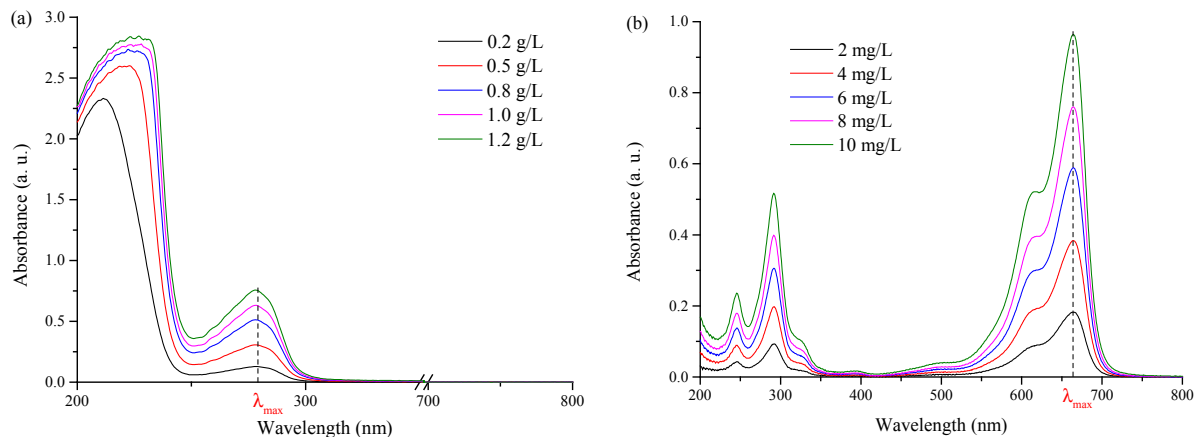 (a)
3.0
2.5
2.0
1.5
1.0
0.5
0.0
Absorbance (a. u.)
0.2 g/L
0.5 g/L
0.8 g/L
1.0 g/L
1.2 g/L
200
λmax
300
700
800
Wavelength (nm)
(b)
1.0
0.8
0.6
0.4
0.2
0.0
Absorbance (a. u.)
2 mg/L
4 mg/L
6 mg/L
8 mg/L
10 mg/L
200
300
400
500
600
λmax
700
800
Wavelength (nm)